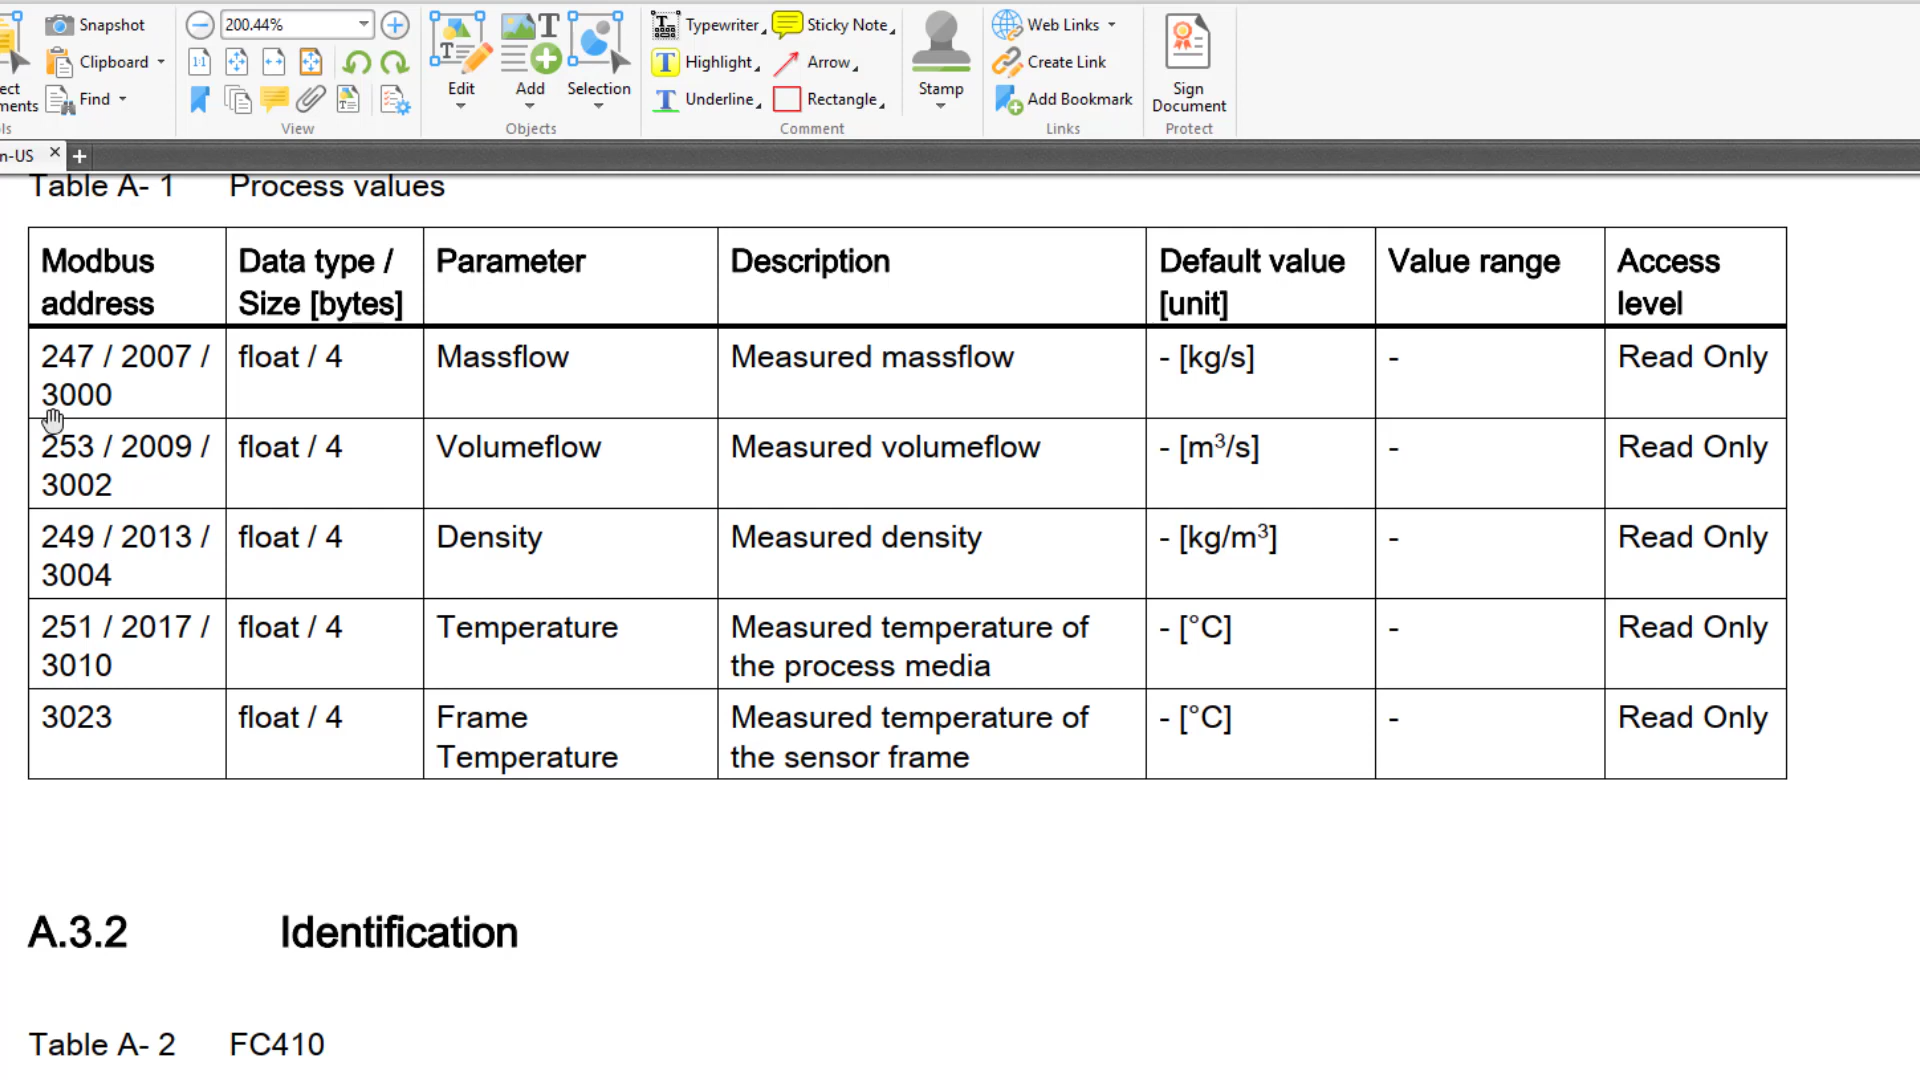 Snapshot
Clipboard
Find
200.44%
View
Edit
Add
Selection
Objects
Typewriter
Sticky Note
Highlight
Arrow
Underline
Rectangle
Comment
Stamp
Web Links
Create Link
Add Bookmark
Links
Sign
Document
Protect
ect
ments
ls
n-US
Table A- 1 Process values
Modbus address Data type / Size [bytes] Parameter Description Default value [unit] Value range Access level
247 / 2007 / 3000 float / 4 Massflow Measured massflow - [kg/s] - Read Only
253 / 2009 / 3002 float / 4 Volumeflow Measured volumeflow - [m³/s] - Read Only
249 / 2013 / 3004 float / 4 Density Measured density - [kg/m³] - Read Only
251 / 2017 / 3010 float / 4 Temperature Measured temperature of the process media - [°C] - Read Only
3023 float / 4 Frame Temperature Measured temperature of the sensor frame - [°C] - Read Only
A.3.2 Identification
Table A- 2 FC410